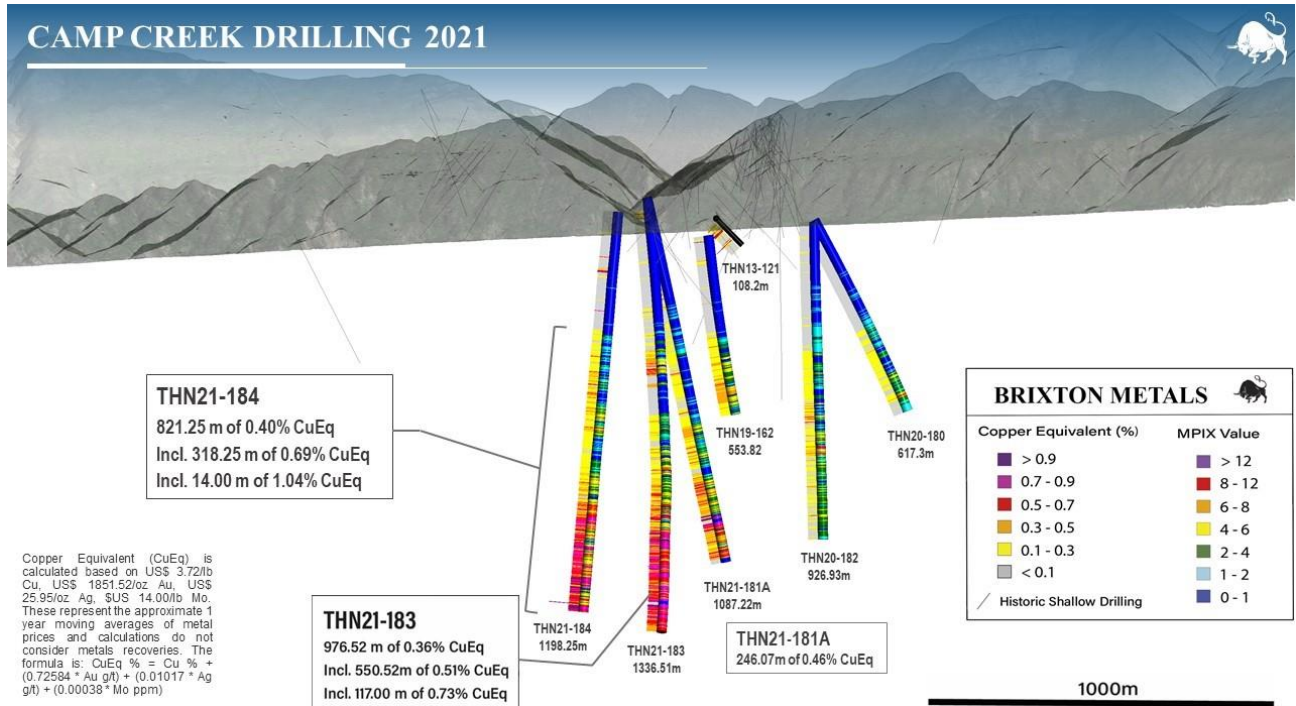 CAMP CREEK DRILLING 2021
THN13-121
108.2m
THN21-184
821.25 m of 0.40% CuEq
Incl. 318.25 m of 0.69% CuEq
Incl. 14.00 m of 1.04% CuEq
THN19-162
553.82
THN20-180
617.3m
THN20-182
926.93m
THN21-181A
1087.22m
THN21-184
1198.25m
THN21-183
1336.51m
Copper Equivalent (CuEq) is
calculated based on US$ 3.72/lb
Cu, US$ 1851.52/oz Au, US$
25.95/oz Ag, $US 14.00/lb Mo.
These represent the approximate 1
year moving averages of metal
prices and calculations do not
consider metals recoveries. The
formula is: CuEq % = Cu % +
(0.72584 * Au g/t) + (0.01017 * Ag
g/t) + (0.00038 * Mo ppm)
THN21-183
976.52 m of 0.36% CuEq
Incl. 550.52m of 0.51% CuEq
Incl. 117.00 m of 0.73% CuEq
THN21-181A
246.07m of 0.46% CuEq
BRIXTON METALS
Copper Equivalent (%)
> 0.9
0.7 - 0.9
0.5 - 0.7
0.3 - 0.5
0.1 - 0.3
< 0.1
Historic Shallow Drilling
MPIX Value
> 12
8 - 12
6 - 8
4 - 6
2 - 4
1 - 2
0 - 1
1000m